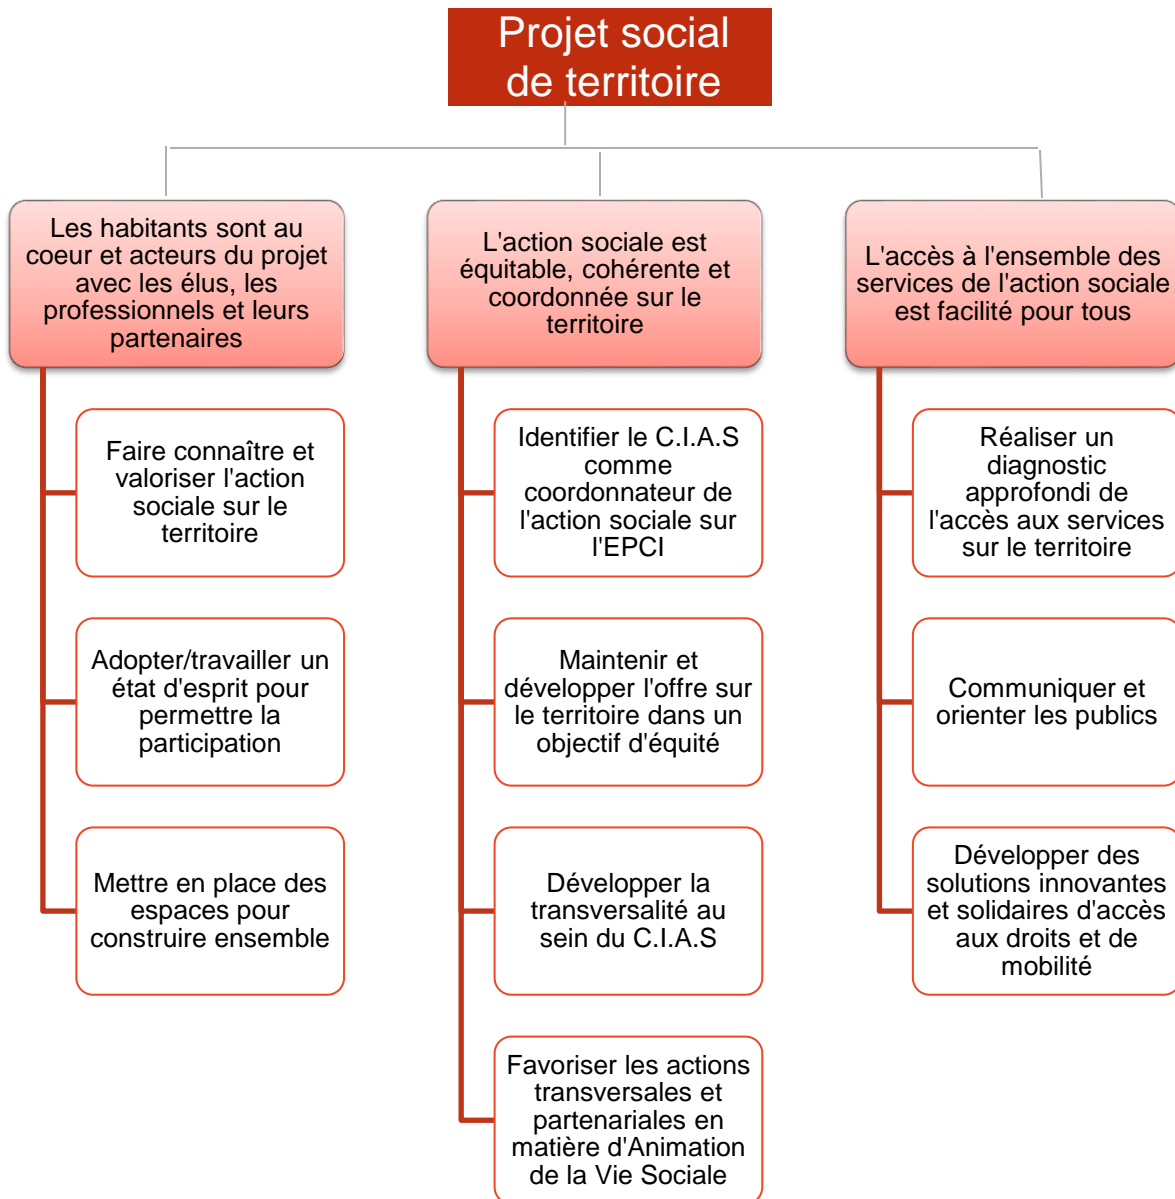 Projet social
de territoire
Les habitants sont au
coeur et acteurs du projet
avec les élus, les
professionnels et leurs
partenaires
Faire connaître et
valoriser l'action
sociale sur le
territoire
Adopter/travailler un
état d'esprit pour
permettre la
participation
Mettre en place des
espaces pour
construire ensemble
L'action sociale est
équitable, cohérente et
coordonnée sur le
territoire
Identifier le C.I.A.S
comme
coordonnateur de
l'action sociale sur
l'EPCI
Maintenir et
développer l'offre sur
le territoire dans un
objectif d'équité
Développer la
transversalité au
sein du C.I.A.S
Favoriser les actions
transversales et
partenariales en
matière d'Animation
de la Vie Sociale
L'accès à l'ensemble des
services de l'action sociale
est facilité pour tous
Réaliser un
diagnostic
approfondi de
l'accès aux services
sur le territoire
Communiquer et
orienter les publics
Développer des
solutions innovantes
et solidaires d'accès
aux droits et de
mobilité